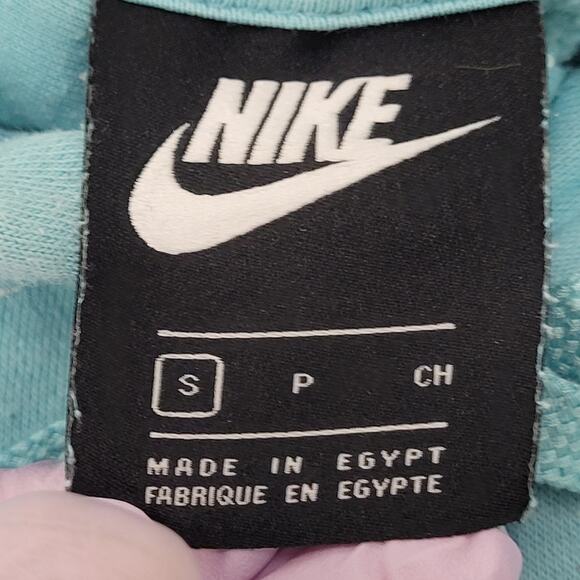 NIKE
S P CH
MADE IN EGYPT
FABRIQUE EN EGYPTE